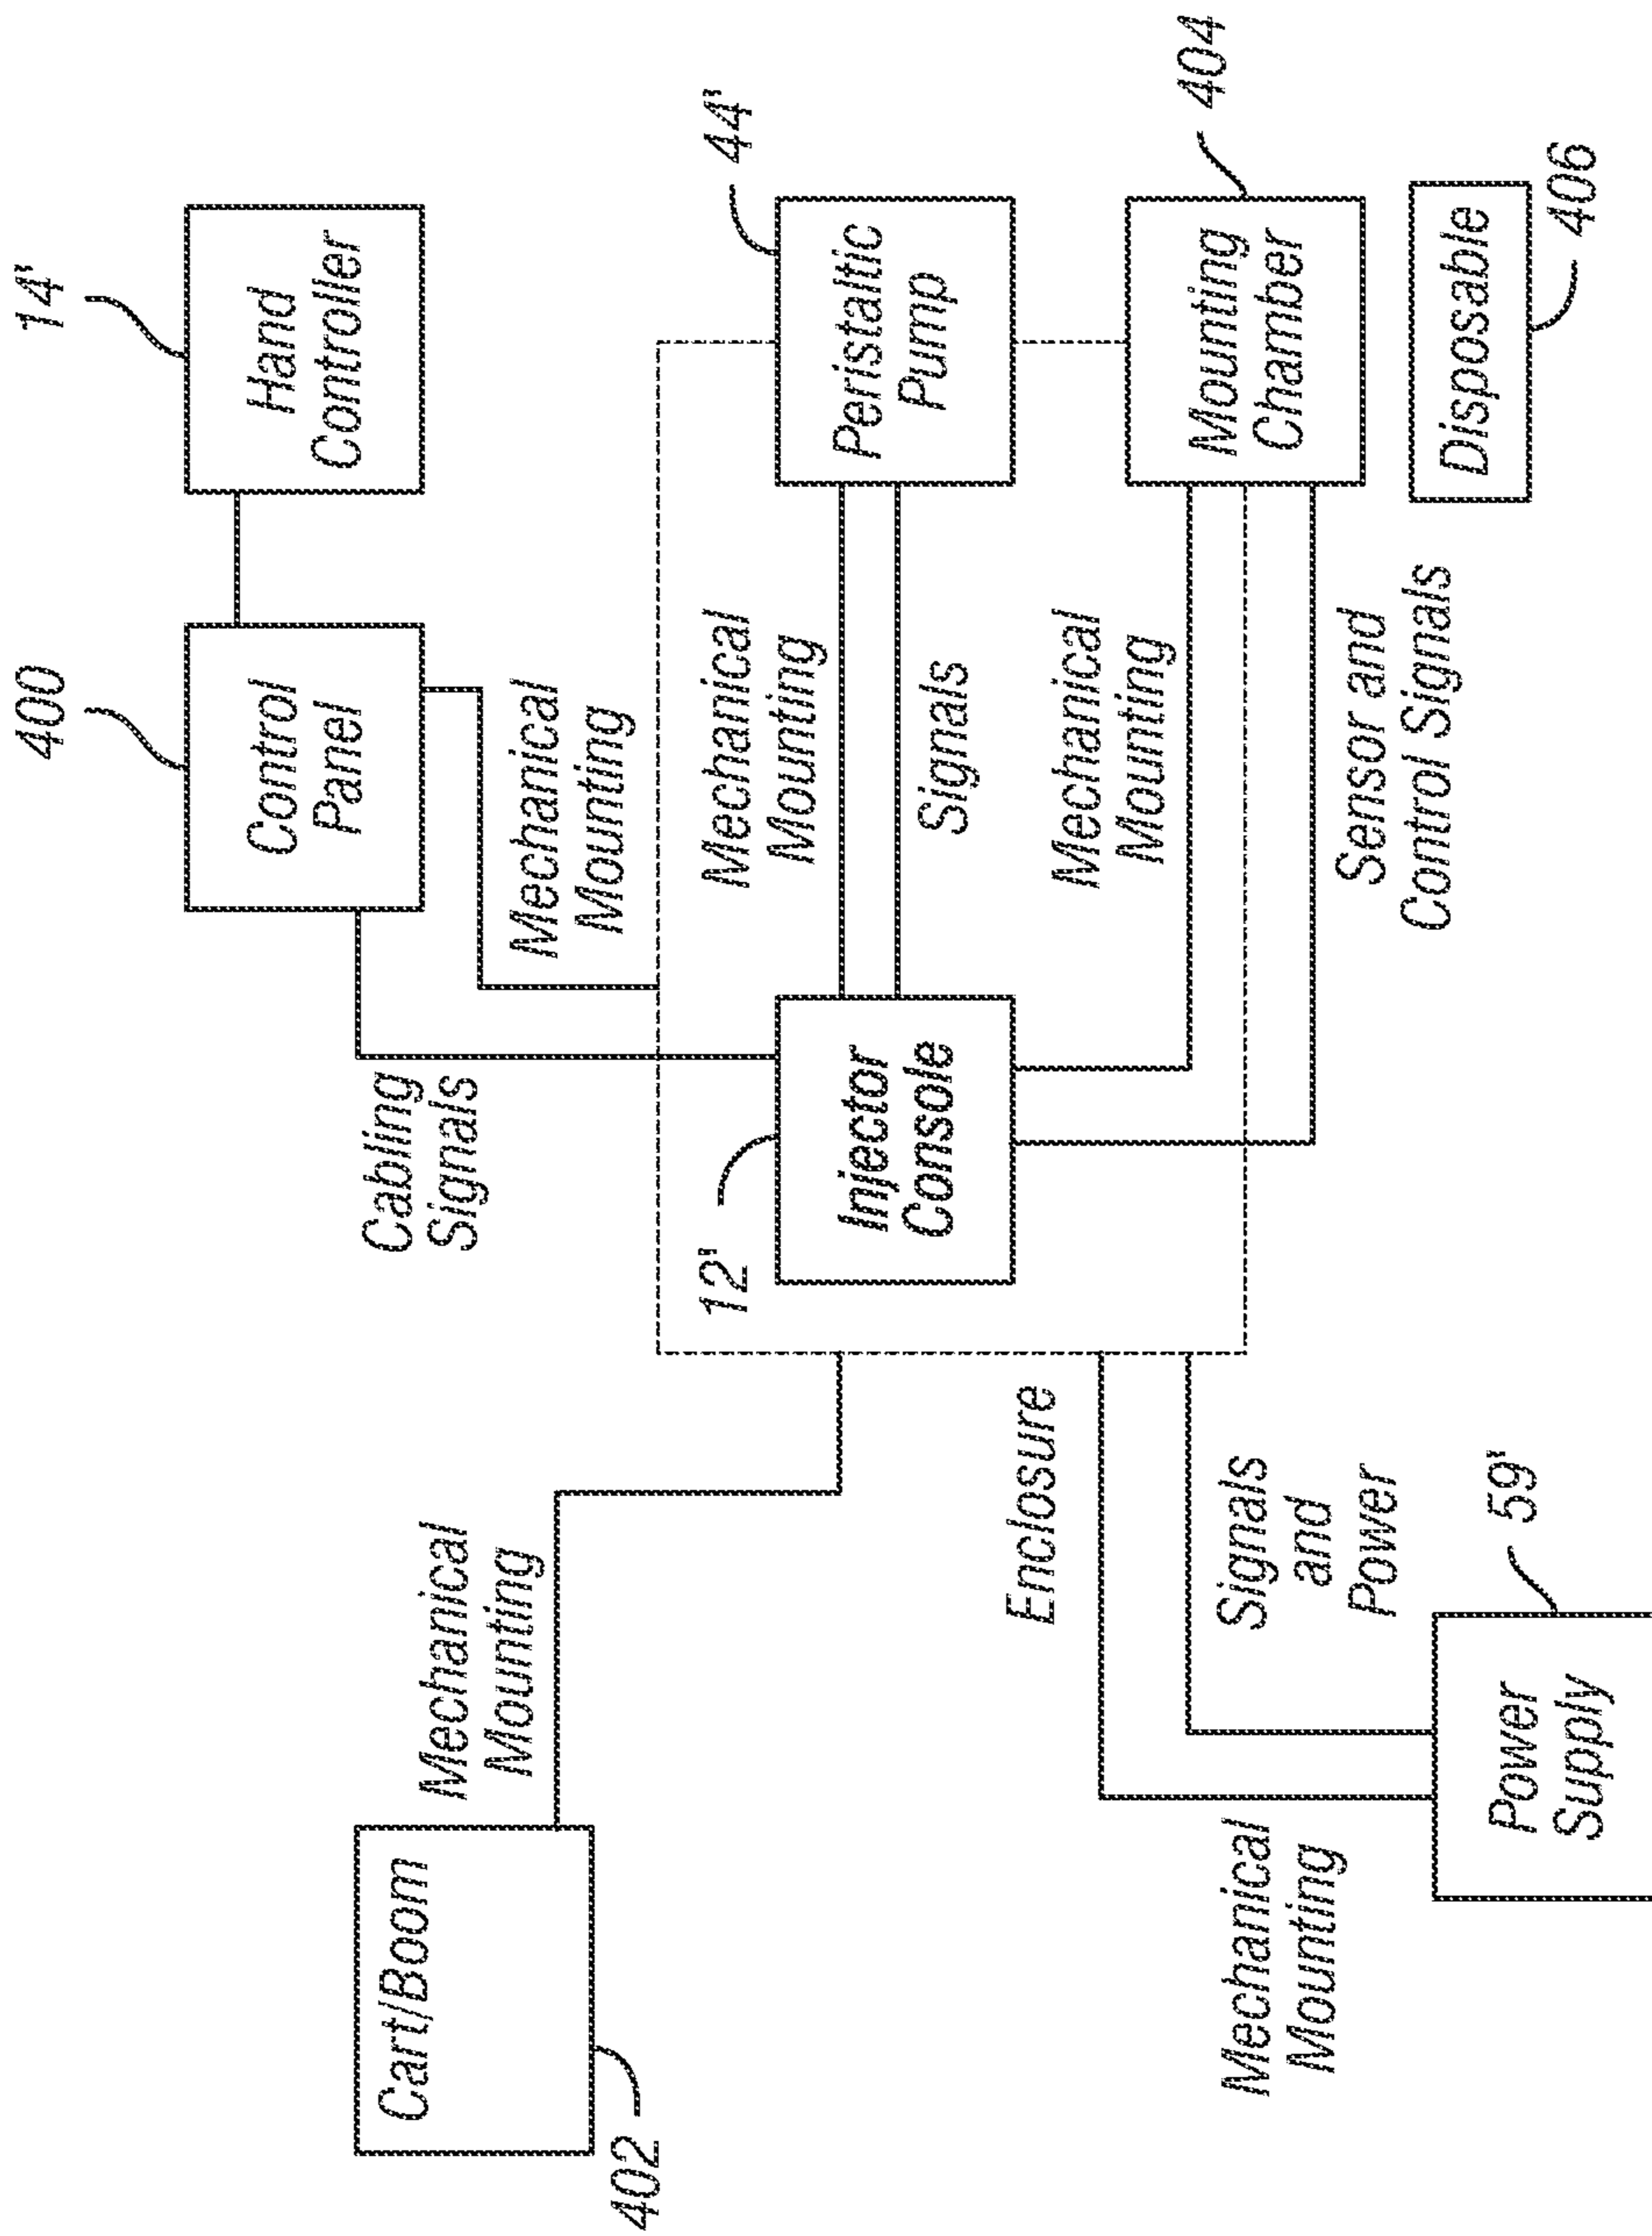 400
14'
Control
Panel
Hand
Controller
Cabling
Signals
Mechanical
Mounting
Mechanical
Mounting
Cart/Boom
402
12'
Injector
Console
Mechanical
Mounting
Signals
44'
Peristaltic
Pump
Mechanical
Mounting
Mounting
Chamber
404
Sensor and
Control Signals
Disposable
406
Enclosure
Signals
and
Power
Mechanical
Mounting
59'
Power
Supply